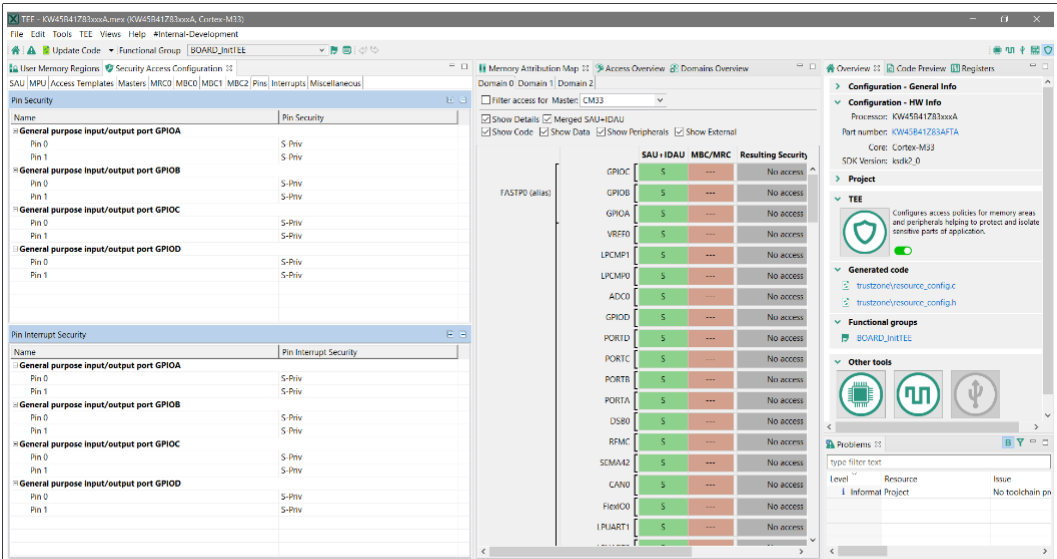 TEE - KW45B41Z83xxxA.mex (KW45B41Z83xxxA, Cortex-M33)
File Edit Tools TEE Views Help #Internal-Development
Update Code Functional Group BOARD_InitTEE
User Memory Regions Security Access Configuration
SAU MPU Access Templates Masters MRC0 MBC0 MBC1 MBC2 Pins Interrupts Miscellaneous
Pin Security
Name Pin Security
General purpose input/output port GPIOA
Pin 0 S-Priv
Pin 1 S-Priv
General purpose input/output port GPIOB
Pin 0 S-Priv
Pin 1 S-Priv
General purpose input/output port GPIOC
Pin 0 S-Priv
Pin 1 S-Priv
General purpose input/output port GPIOD
Pin 0 S-Priv
Pin 1 S-Priv
Pin Interrupt Security
Name Pin Interrupt Security
General purpose input/output port GPIOA
Pin 0 S-Priv
Pin 1 S-Priv
General purpose input/output port GPIOB
Pin 0 S-Priv
Pin 1 S-Priv
General purpose input/output port GPIOC
Pin 0 S-Priv
Pin 1 S-Priv
General purpose input/output port GPIOD
Pin 0 S-Priv
Pin 1 S-Priv
Memory Attribution Map Access Overview Domains Overview
Domain 0 Domain 1 Domain 2
Filter access for Master: CM33
Show Details Merged SAU+IDAU
Show Code Show Data Show Peripherals Show External
SAU+IDAU MBC/MRC Resulting Security
GPIOC S --- No access
FASTP0 (alias) GPIOB S --- No access
GPIOA S --- No access
VREF0 S --- No access
LPCMP1 S --- No access
LPCMP0 S --- No access
ADC0 S --- No access
GPIOD S --- No access
PORTD S --- No access
PORTC S --- No access
PORTB S --- No access
PORTA S --- No access
DSB0 S --- No access
RFMC S --- No access
SEMA42 S --- No access
CAN0 S --- No access
FlexIO0 S --- No access
LPUART1 S --- No access
Overview Code Preview Registers
Configuration - General Info
Configuration - HW Info
Processor: KW45B41Z83xxxA
Part number: KW45B41Z83AFTA
Core: Cortex-M33
SDK Version: ksdk2_0
Project
TEE
Configures access policies for memory areas
and peripherals helping to protect and isolate
sensitive parts of application.
Generated code
trustzone\resource_config.c
trustzone\resource_config.h
Functional groups
BOARD_InitTEE
Other tools
Problems
type filter text
Level Resource Issue
Informat Project No toolchain pro